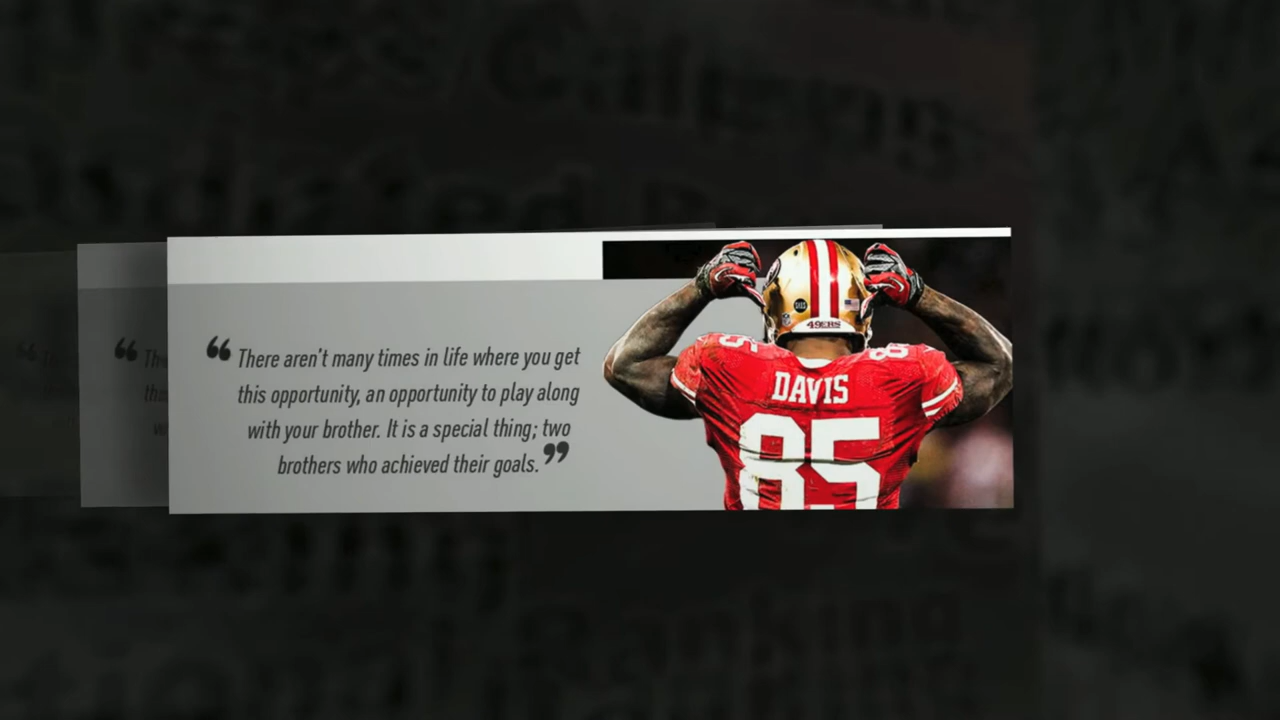 “ There aren't many times in life where you get
this opportunity, an opportunity to play along
with your brother. It is a special thing; two
brothers who achieved their goals. ”
49ERS
DAVIS
85